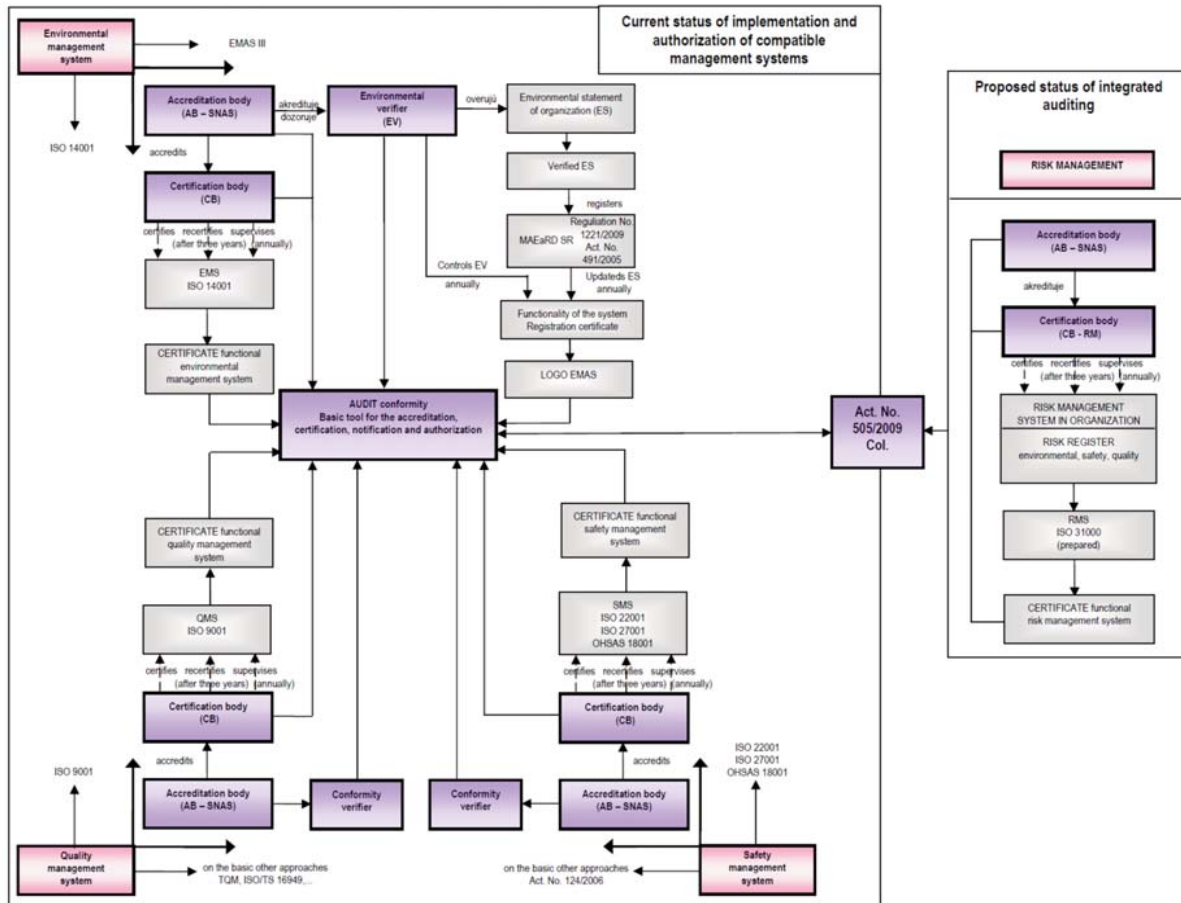 Current status of implementation and
authorization of compatible
management systems
Environmental
management
system
EMAS III
ISO 14001
Accreditation body
(AB – SNAS)
akredituje
dozoruje
Environmental
verifier
(EV)
overujú
Environmental statement
of organization (ES)
accredits
Verified ES
Certification body
(CB)
registers
certifies
recertifies
(after three years)
supervises
(annually)
MAEaRD SR
Reguliation No.
1221/2009
Act. No.
491/2005
EMS
ISO 14001
Controls EV
annually
Updateds ES
annually
Functionality of the system
Registration certificate
CERTIFICATE functional
environmental
management system
LOGO EMAS
AUDIT conformity
Basic tool for the accreditation,
certification, notification and authorization
Act. No.
505/2009
Col.
CERTIFICATE functional
quality management
system
CERTIFICATE functional
safety management
system
QMS
ISO 9001
SMS
ISO 22001
ISO 27001
OHSAS 18001
certifies
recertifies
(after three years)
supervises
(annually)
certifies
recertifies
(after three years)
supervises
(annually)
Certification body
(CB)
Certification body
(CB)
ISO 9001
accredits
accredits
ISO 22001
ISO 27001
OHSAS 18001
Accreditation body
(AB – SNAS)
Conformity
verifier
Conformity
verifier
Accreditation body
(AB – SNAS)
Quality
management
system
on the basic other approaches
TQM, ISO/TS 16949,...
on the basic other approaches
Act. No. 124/2006
Safety
management
system
Proposed status of integrated
auditing
RISK MANAGEMENT
Accreditation body
(AB – SNAS)
akredituje
Certification body
(CB - RM)
certifies
recertifies
(after three years)
supervises
(annually)
RISK MANAGEMENT
SYSTEM IN ORGANIZATION
RISK REGISTER
environmental, safety, quality
RMS
ISO 31000
(prepared)
CERTIFICATE functional
risk management system